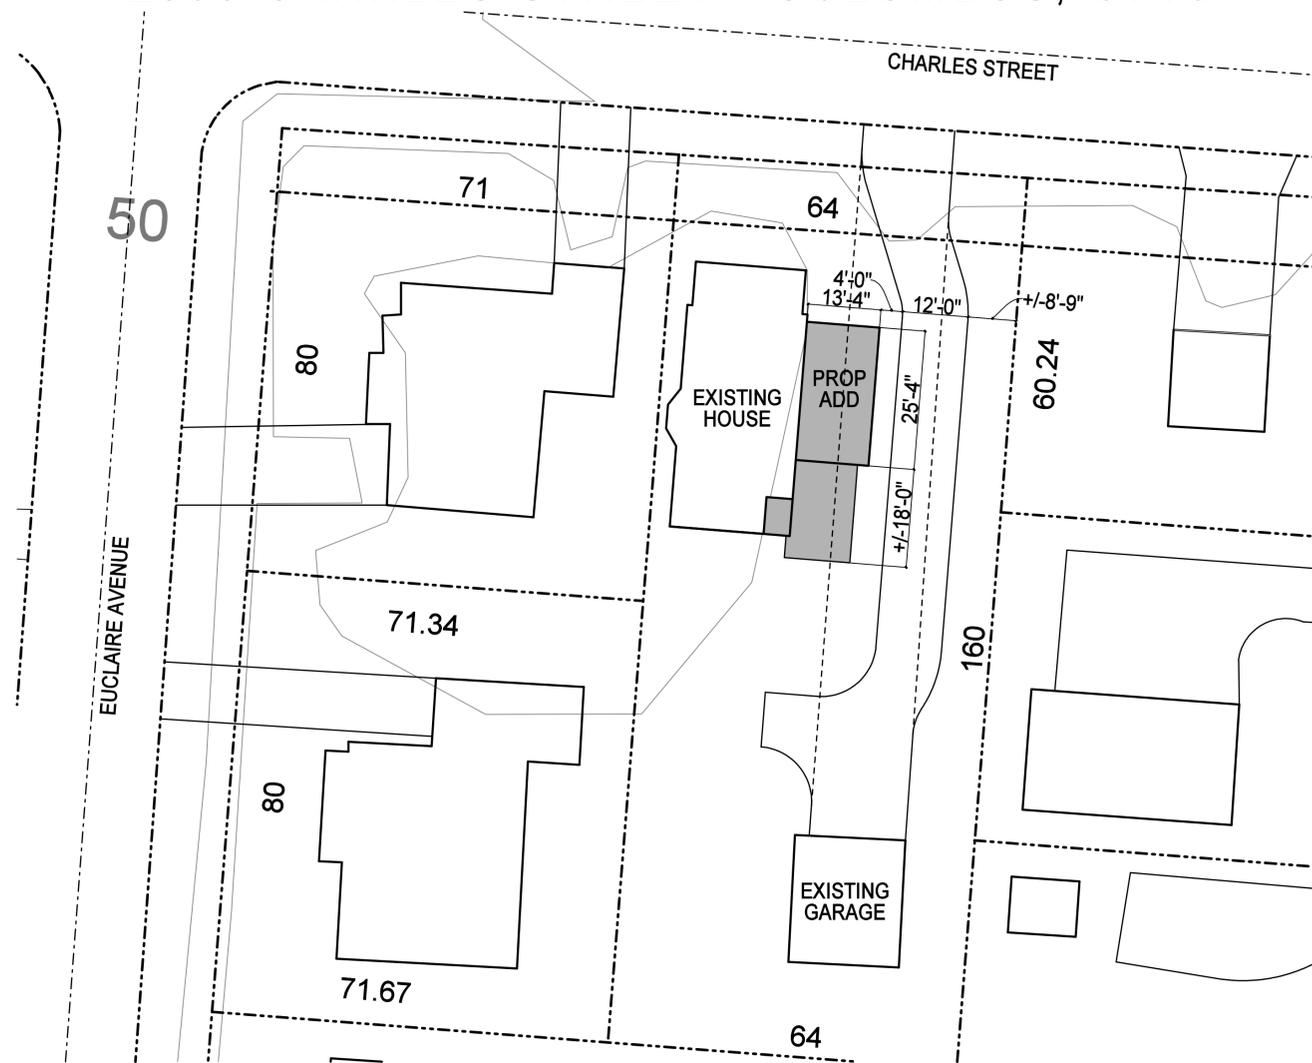 CHARLES STREET
50
71
64
4'-0"
13'-4"
12'-0"
+/-8'-9"
80
60.24
PROP
ADD
EXISTING
HOUSE
25'-4"
+/-18'-0"
EUCLAIRE AVENUE
71.34
160
80
EXISTING
GARAGE
71.67
64